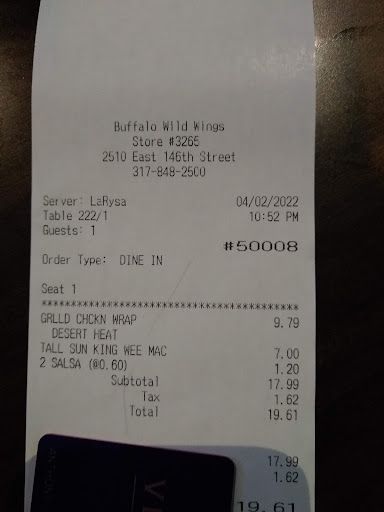 Buffalo Wild Wings
Store #3265
2510 East 146th Street
317-848-2500
Server: LaRysa 04/02/2022
Table 222/1 10:52 PM
Guests: 1
#50008
Order Type: DINE IN
Seat 1
******************************************
GRLLD CHCKN WRAP 9.79
DESERT HEAT
TALL SUN KING WEE MAC 7.00
2 SALSA (@0.60) 1.20
Subtotal 17.99
Tax 1.62
Total 19.61
17.99
1.62
19.61